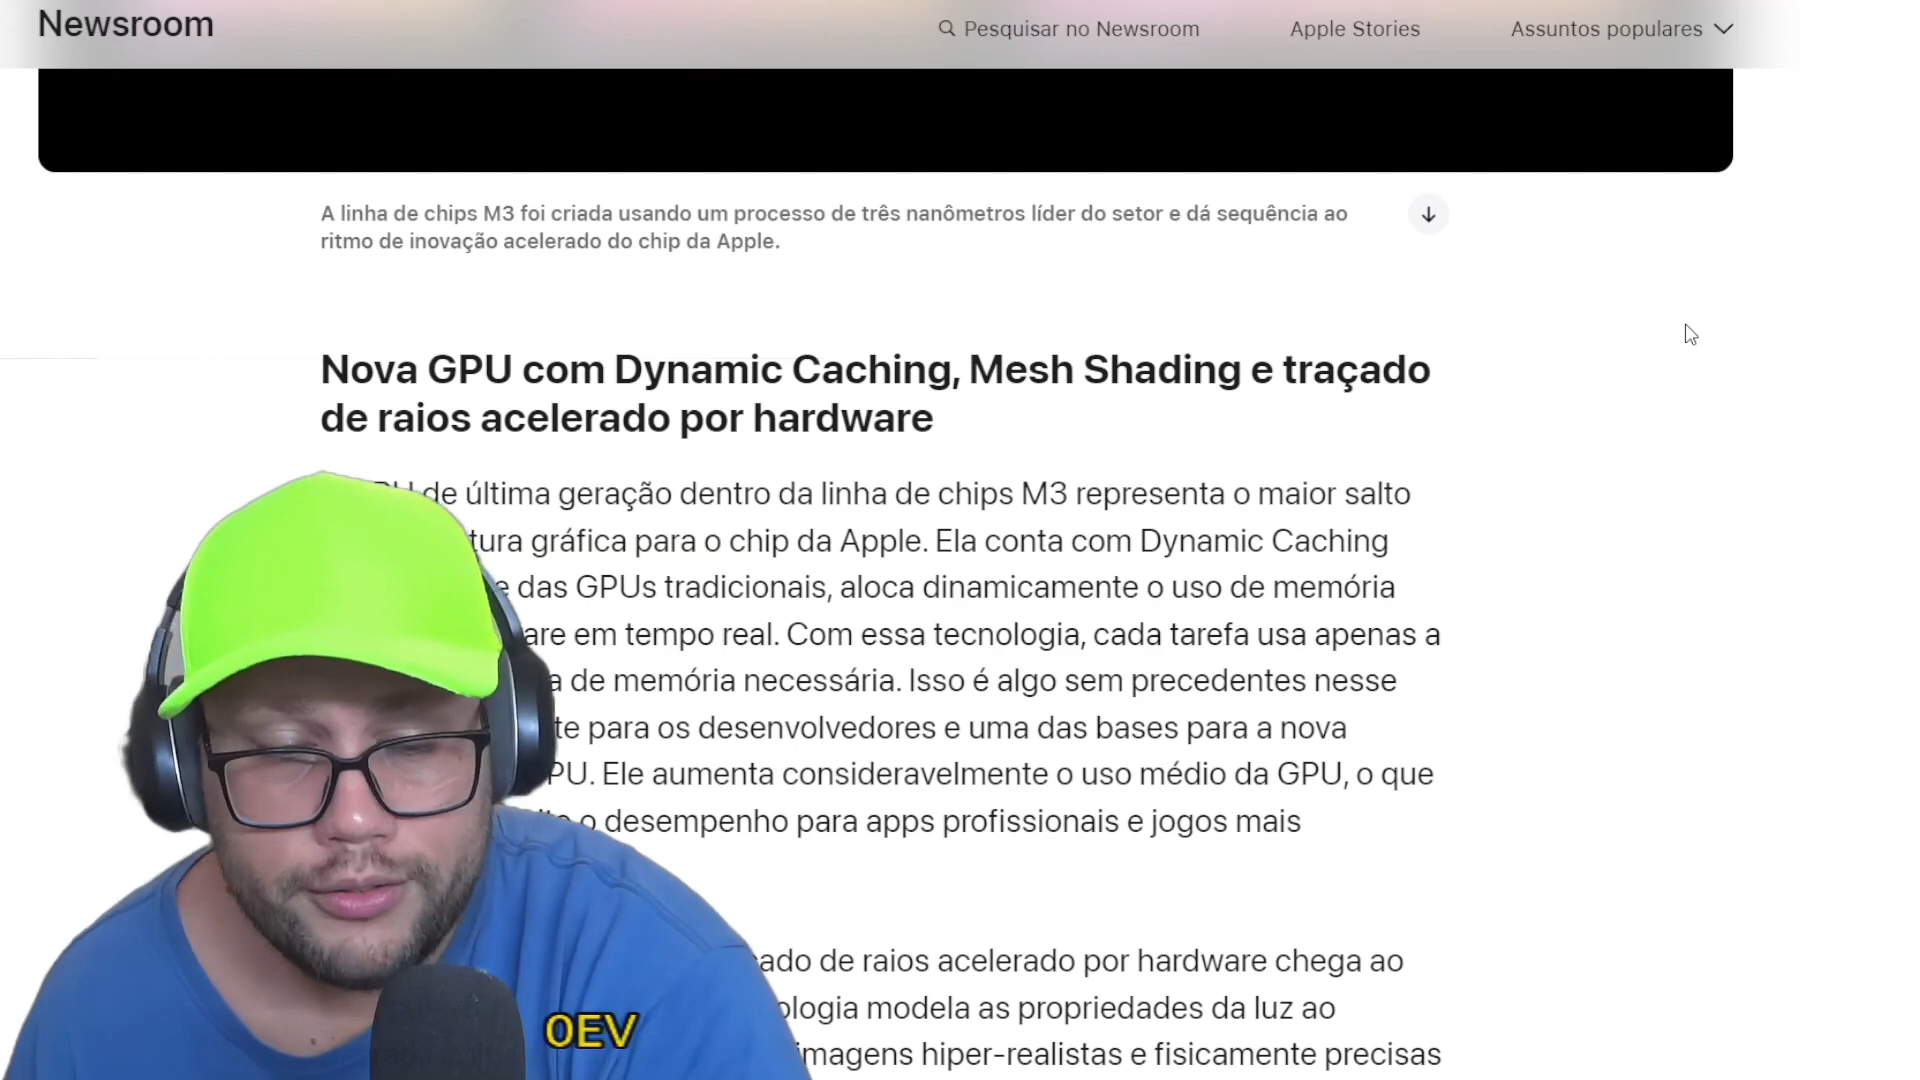 Newsroom
Pesquisar no Newsroom
Apple Stories
Assuntos populares
A linha de chips M3 foi criada usando um processo de três nanômetros líder do setor e dá sequência ao
ritmo de inovação acelerado do chip da Apple.
Nova GPU com Dynamic Caching, Mesh Shading e traçado
de raios acelerado por hardware
de última geração dentro da linha de chips M3 representa o maior salto
tura gráfica para o chip da Apple. Ela conta com Dynamic Caching
e das GPUs tradicionais, aloca dinamicamente o uso de memória
are em tempo real. Com essa tecnologia, cada tarefa usa apenas a
a de memória necessária. Isso é algo sem precedentes nesse
te para os desenvolvedores e uma das bases para a nova
PU. Ele aumenta consideravelmente o uso médio da GPU, o que
o desempenho para apps profissionais e jogos mais
ado de raios acelerado por hardware chega ao
ologia modela as propriedades da luz ao
imagens hiper-realistas e fisicamente precisas
0EV